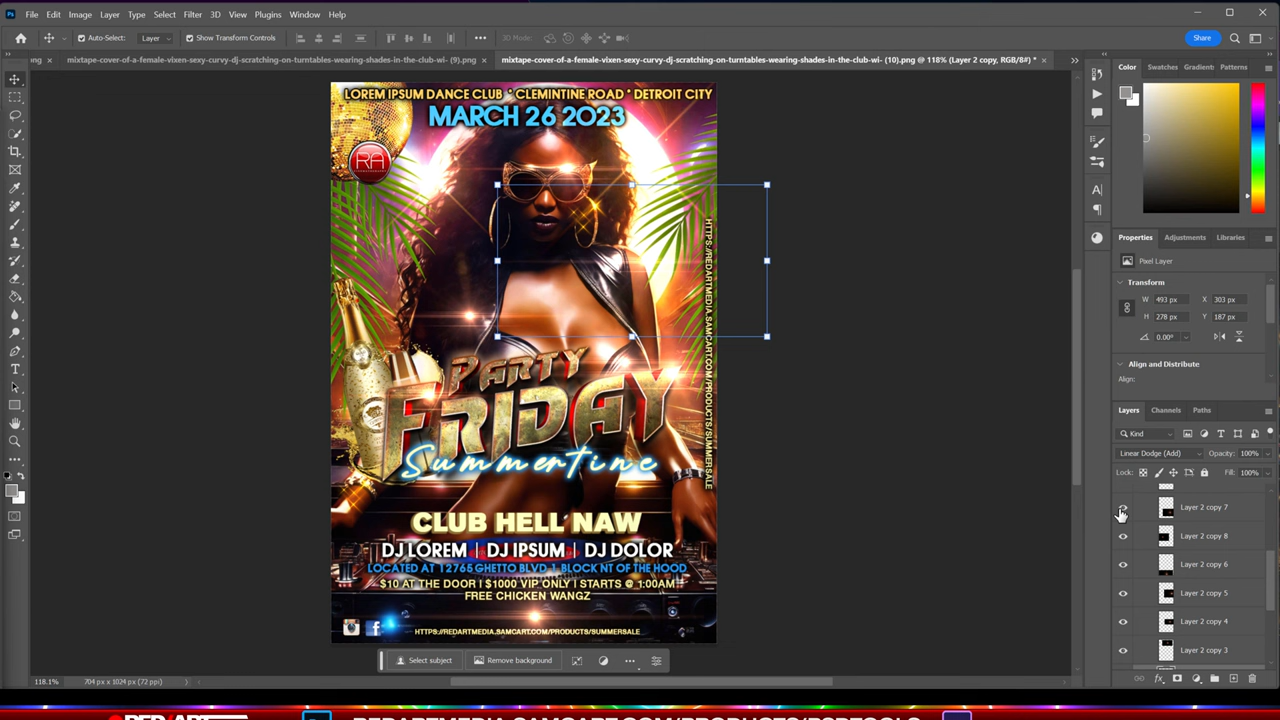 File Edit Image Layer Type Select Filter 3D View Plugins Window Help
Auto-Select: Layer Show Transform Controls 3D Mode: Share
ng × mixtape-cover-of-a-female-vixen-sexy-curvy-dj-scratching-on-turntables-wearing-shades-in-the-club-wi- (9).png × mixtape-cover-of-a-female-vixen-sexy-curvy-dj-scratching-on-turntables-wearing-shades-in-the-club-wi- (10).png @ 118% (Layer 2 copy, RGB/8#) * ×
Color Swatches Gradient Patterns
LOREM IPSUM DANCE CLUB * CLEMINTINE ROAD * DETROIT CITY
MARCH 26 2023
RA
HTTPS://REDARTMEDIA.SAMCART.COM/PRODUCTS/SUMMERSALE
PARTY
FRIDAY
Summertine
CLUB HELL NAW
DJ LOREM | DJ IPSUM | DJ DOLOR
LOCATED AT 12765 GHETTO BLVD 1 BLOCK NT OF THE HOOD
$10 AT THE DOOR | $1000 VIP ONLY | STARTS @ 1:00AM
FREE CHICKEN WANGZ
HTTPS://REDARTMEDIA.SAMCART.COM/PRODUCTS/SUMMERSALE
Properties Adjustments Libraries
Pixel Layer
Transform
W 493 px X 303 px
H 278 px Y 187 px
0.00°
Align and Distribute
Align:
Layers Channels Paths
Kind
Linear Dodge (Add) Opacity: 100%
Lock: Fill: 100%
Layer 2 copy 7
Layer 2 copy 8
Layer 2 copy 6
Layer 2 copy 5
Layer 2 copy 4
Layer 2 copy 3
Select subject Remove background
118.1% 704 px x 1024 px (72 ppi)